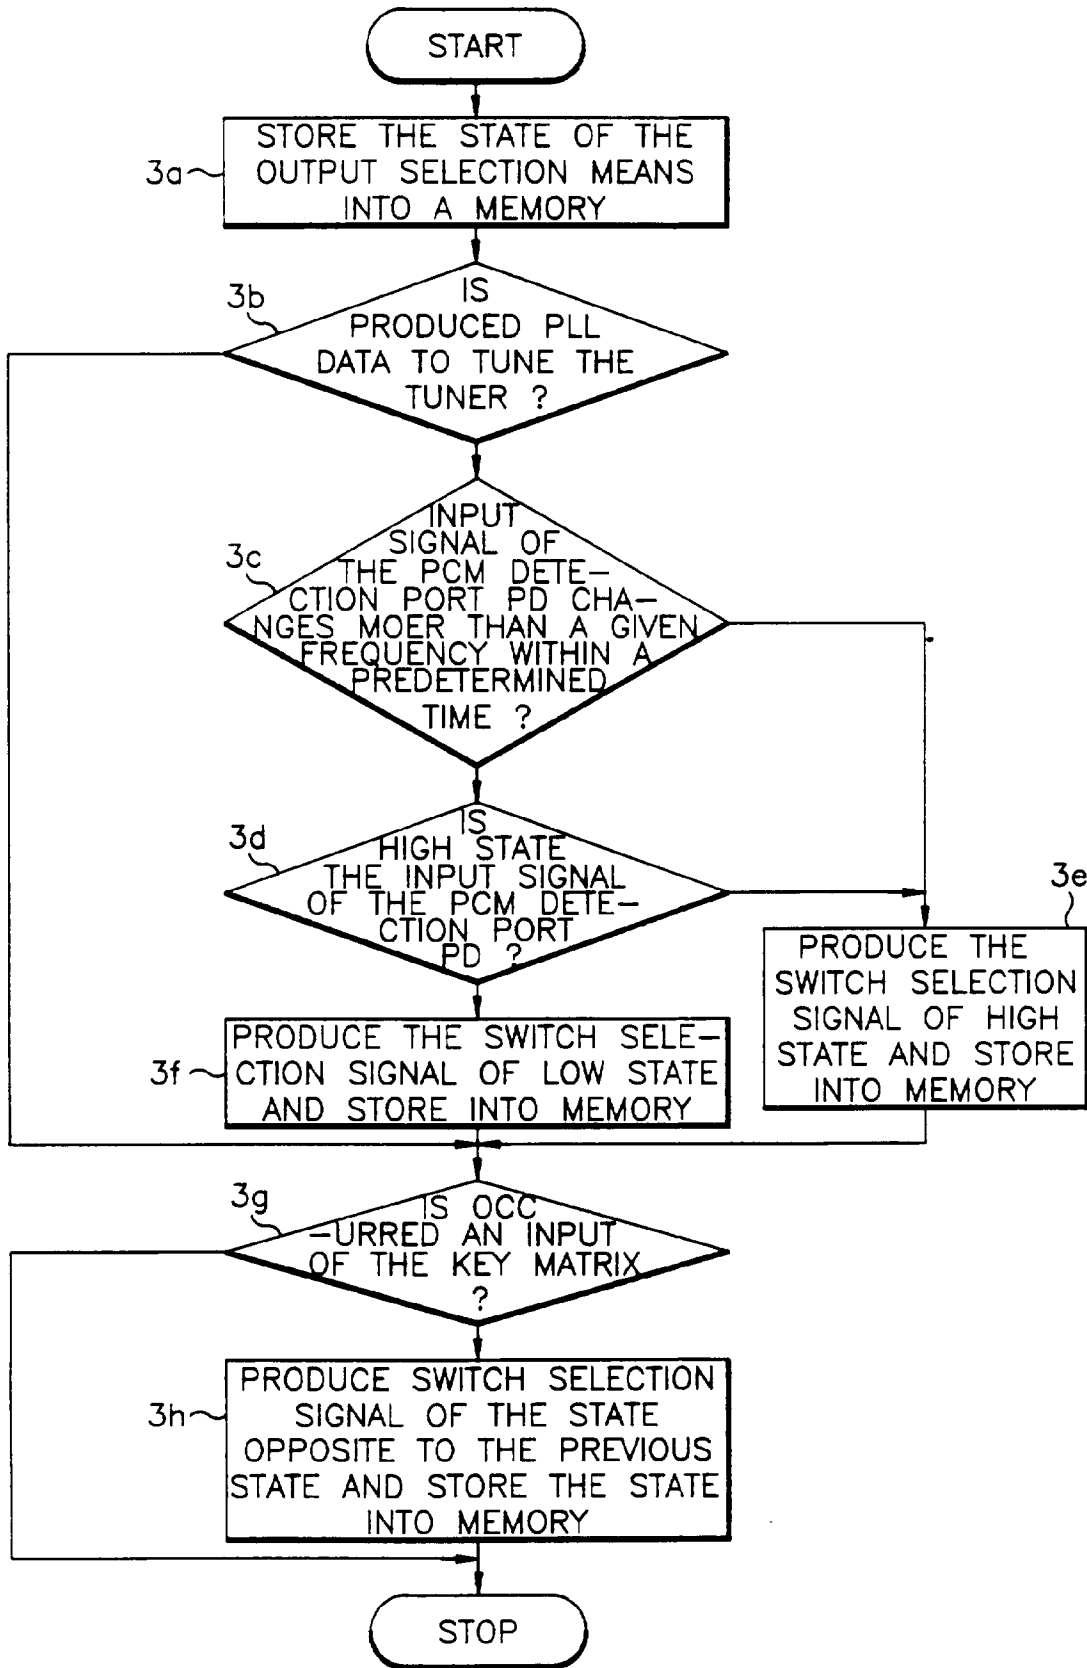 START
3a
STORE THE STATE OF THE
OUTPUT SELECTION MEANS
INTO A MEMORY
3b
IS
PRODUCED PLL
DATA TO TUNE THE
TUNER ?
3c
INPUT
SIGNAL OF
THE PCM DETE-
CTION PORT PD CHA-
NGES MOER THAN A GIVEN
FREQUENCY WITHIN A
PREDETERMINED
TIME ?
3d
IS
HIGH STATE
THE INPUT SIGNAL
OF THE PCM DETE-
CTION PORT
PD ?
3e
PRODUCE THE
SWITCH SELECTION
SIGNAL OF HIGH
STATE AND STORE
INTO MEMORY
3f
PRODUCE THE SWITCH SELE-
CTION SIGNAL OF LOW STATE
AND STORE INTO MEMORY
3g
IS OCC
-URRED AN INPUT
OF THE KEY MATRIX
?
3h
PRODUCE SWITCH SELECTION
SIGNAL OF THE STATE
OPPOSITE TO THE PREVIOUS
STATE AND STORE THE STATE
INTO MEMORY
STOP